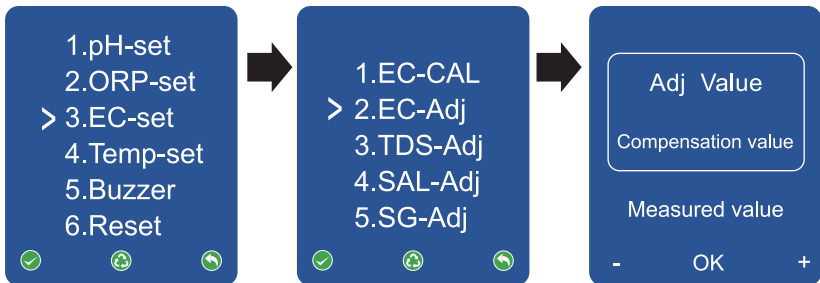 1.pH-set
2.ORP-set
> 3.EC-set
4.Temp-set
5.Buzzer
6.Reset
1.EC-CAL
> 2.EC-Adj
3.TDS-Adj
4.SAL-Adj
5.SG-Adj
Adj Value
Compensation value
Measured value
- OK +